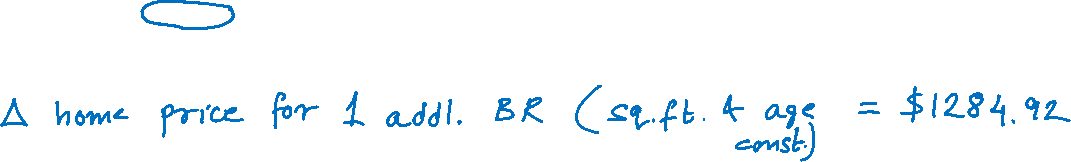 Δ home price for 1 addl. BR (sq.ft. & age const.) = $1284.92